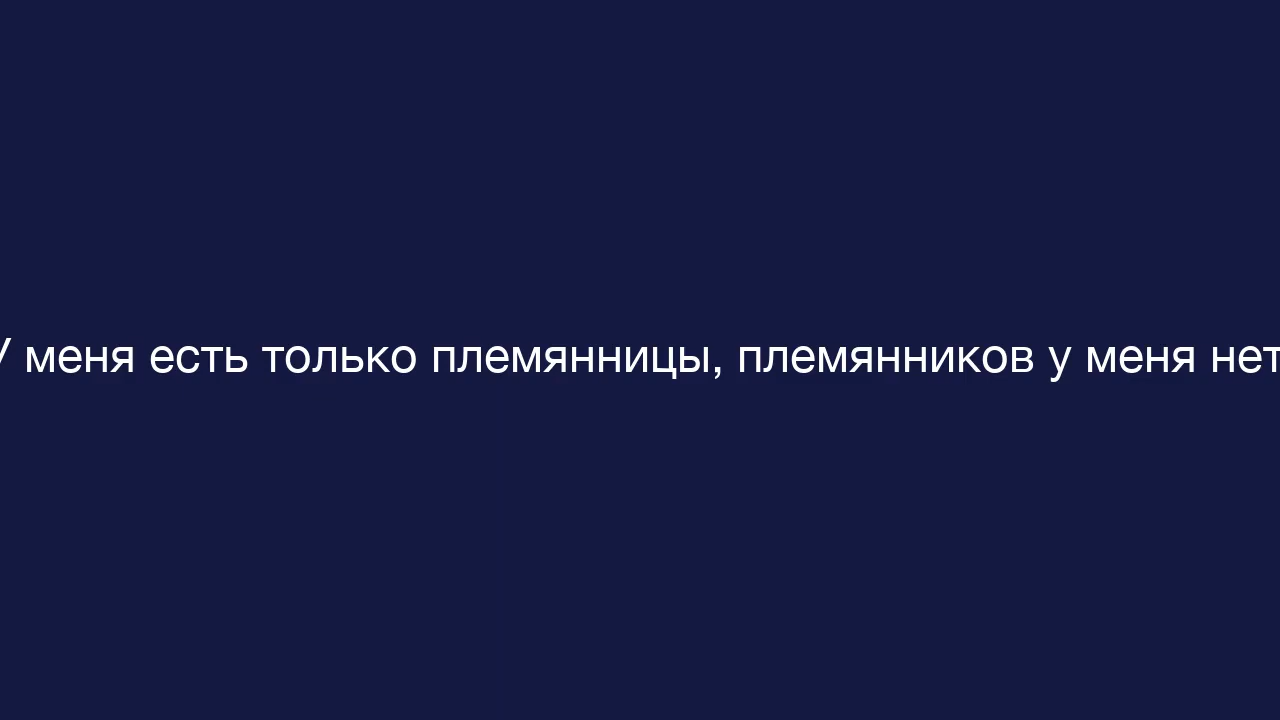 У меня есть только племянницы, племянников у меня нет